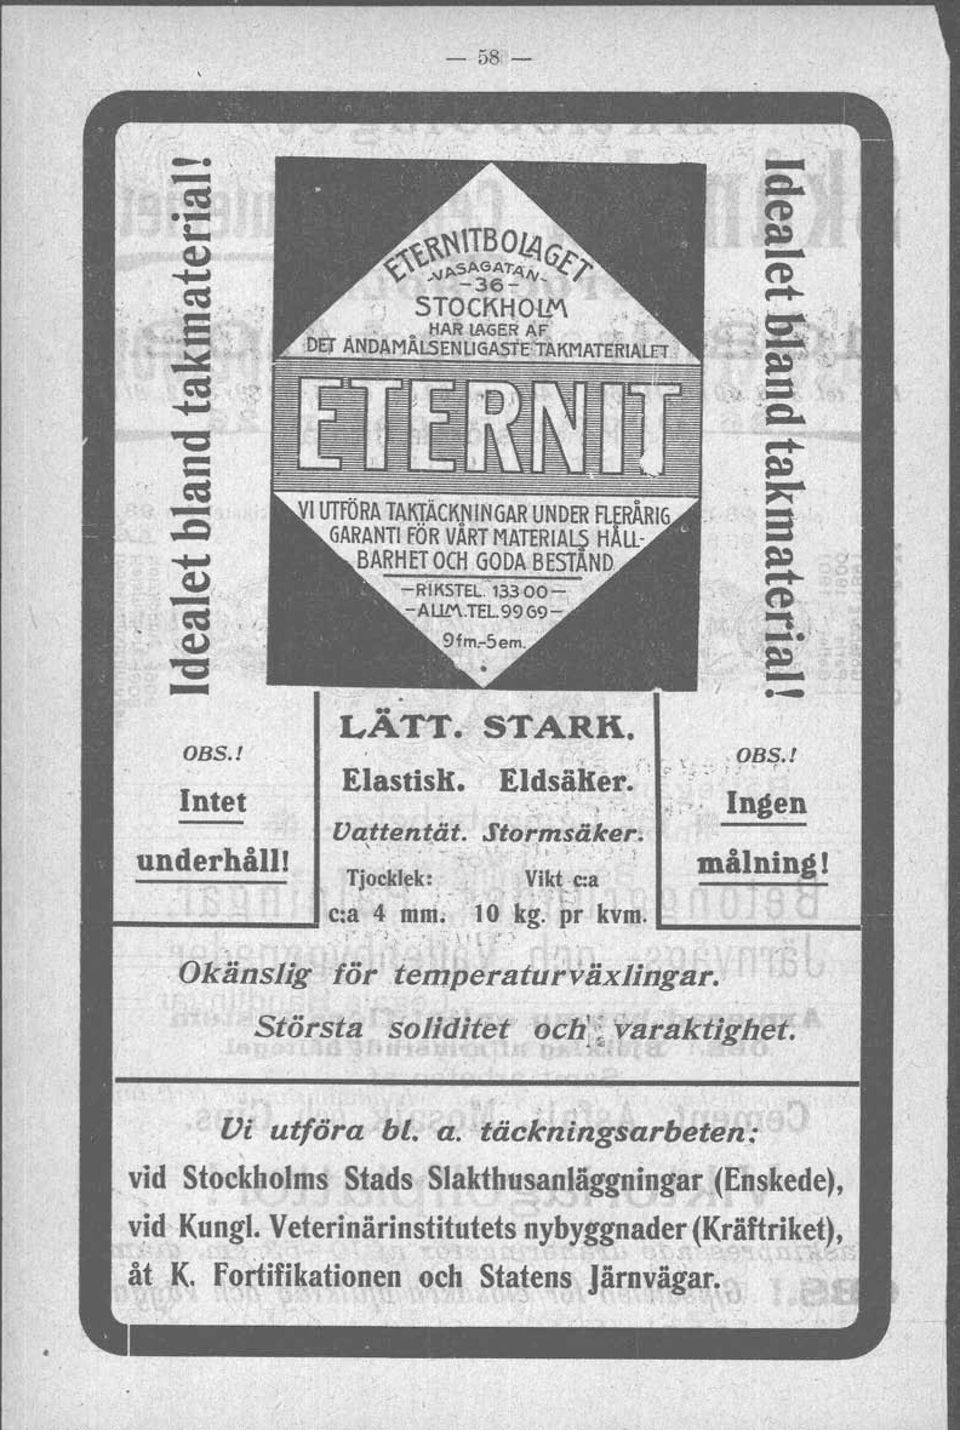 — 58 —
Idealet bland takmaterial!
ETERNITBOLAGET
-VASAGATAN-
-36-
STOCKHOLM
HAR LAGER AF
DET ÄNDAMÅLSENLIGASTE TAKMATERIALET
ETERNIT
VI UTFÖRA TAKTÄCKNINGAR UNDER FLERÅRIG
GARANTI FÖR VÅRT MATERIALS HÅLL-
BARHET OCH GODA BESTÅND
—RIKSTEL. 133 00—
—ALLM. TEL. 99 69—
9fm.-5em.
Idealet bland takmaterial!
OBS.!
Intet
underhåll!
LÄTT. STARK.
Elastisk. Eldsäker.
Vattentät. Stormsäker.
Tjocklek: Vikt c:a
c:a 4 mm. 10 kg. pr kvm.
OBS.!
Ingen
målning!
Okänslig för temperaturväxlingar.
Största soliditet och varaktighet.
Vi utföra bl. a. täckningsarbeten:
vid Stockholms Stads Slakthusanläggningar (Enskede),
vid Kungl. Veterinärinstitutets nybyggnader (Kräftriket),
åt K. Fortifikationen och Statens Järnvägar.